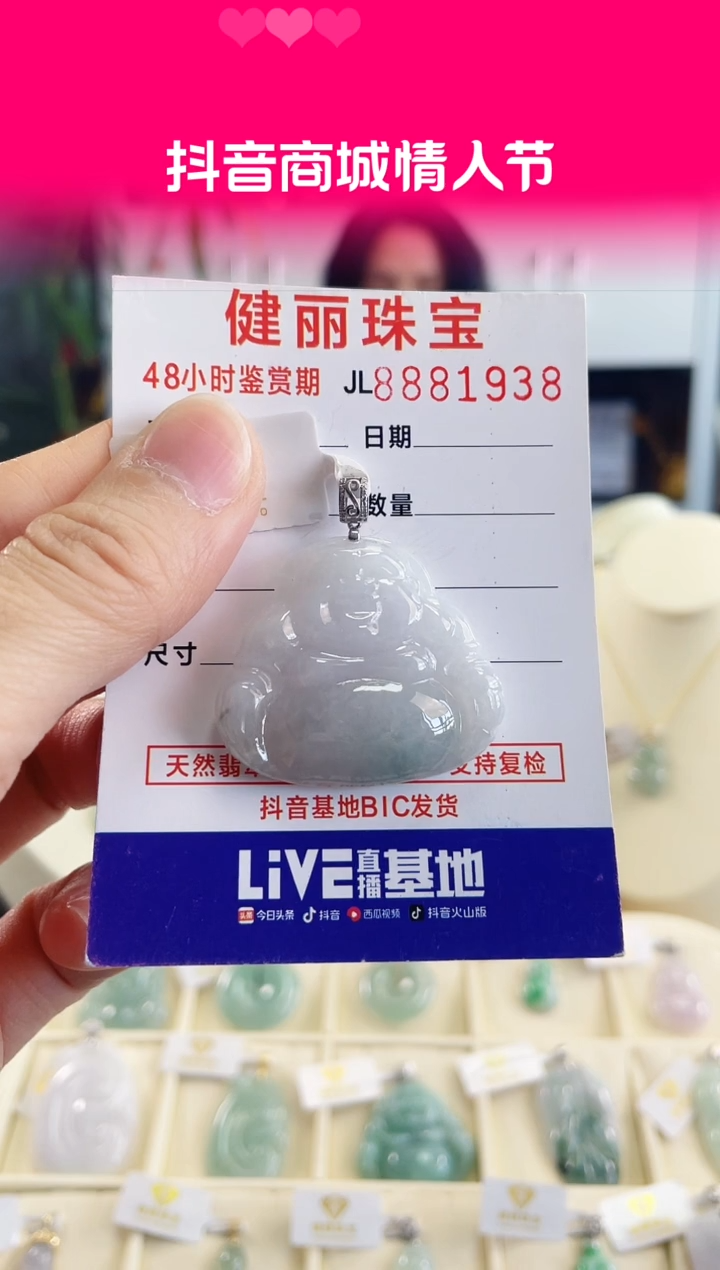 抖音商城情人节
健丽珠宝
48小时鉴赏期 JL8881938
日期
数量
尺寸
天然翡 支持复检
抖音基地BIC发货
LiVE直播基地
头条 今日头条 抖音 西瓜视频 抖音火山版